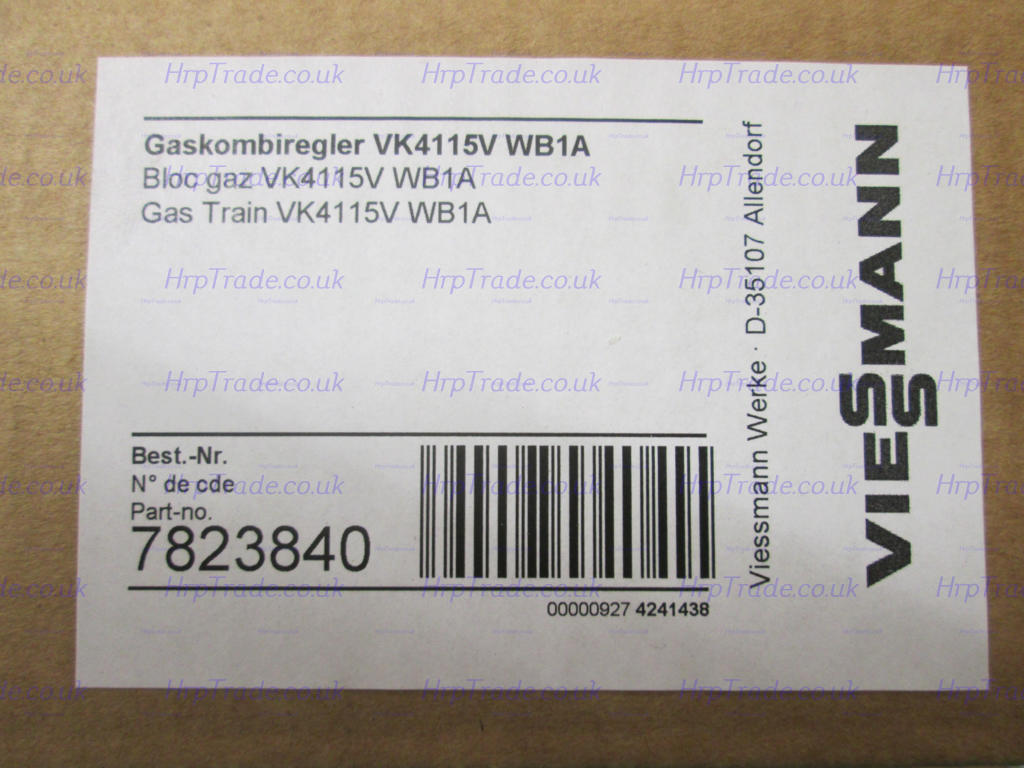 Gaskombiregler VK4115V WB1A
Bloc gaz VK4115V WB1A
Gas Train VK4115V WB1A
Best.-Nr.
N° de cde
Part-no.
7823840
00000927 4241438
Viessmann Werke · D-35107 Allendorf
VIESSMANN
HrpTrade.co.uk